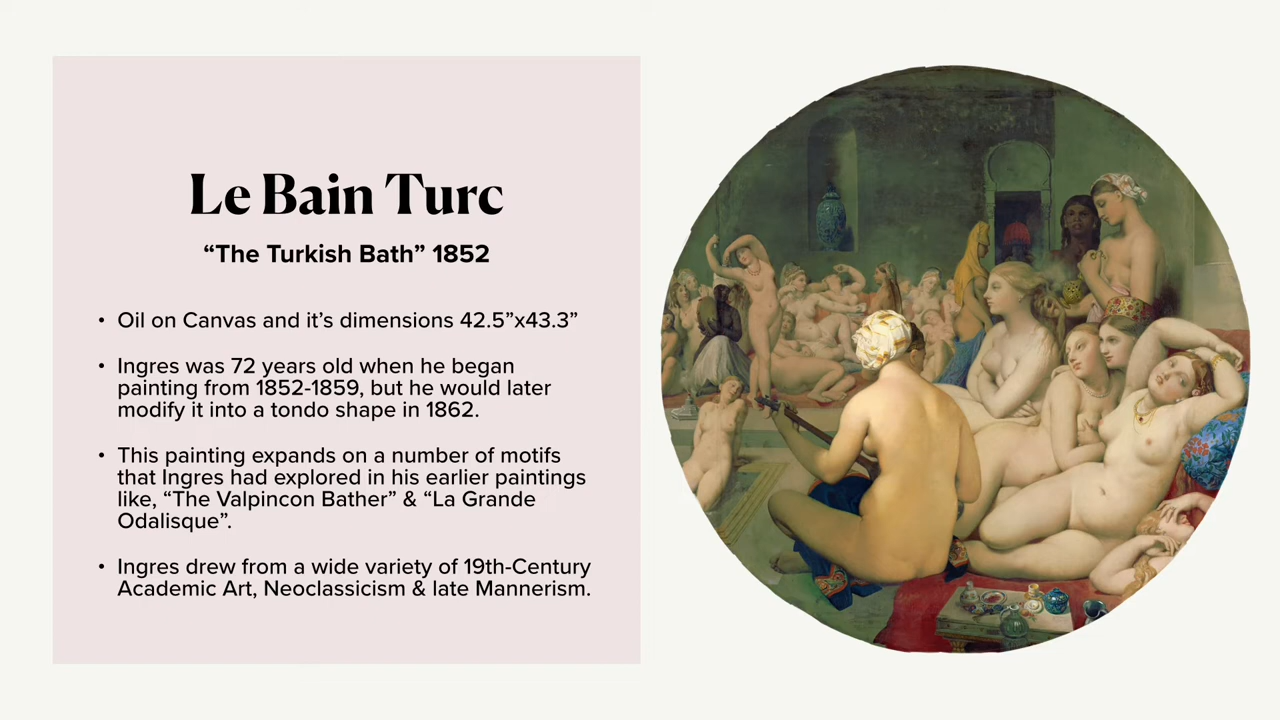 Le Bain Turc
“The Turkish Bath” 1852
• Oil on Canvas and it’s dimensions 42.5”x43.3”
• Ingres was 72 years old when he began
painting from 1852-1859, but he would later
modify it into a tondo shape in 1862.
• This painting expands on a number of motifs
that Ingres had explored in his earlier paintings
like, “The Valpincon Bather” & “La Grande
Odalisque”.
• Ingres drew from a wide variety of 19th-Century
Academic Art, Neoclassicism & late Mannerism.